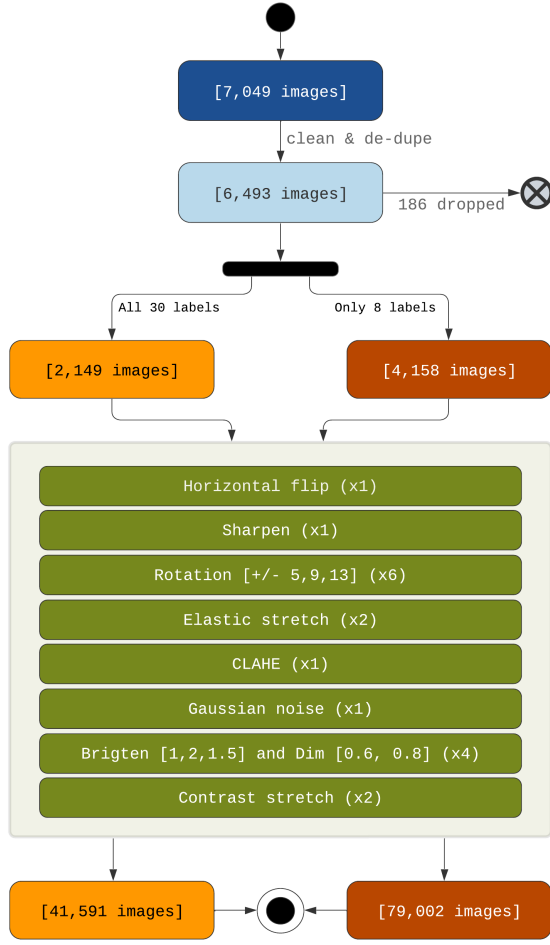 [7,049 images]
clean & de-dupe
[6,493 images]
186 dropped
All 30 labels
Only 8 labels
[2,149 images]
[4,158 images]
Horizontal flip (x1)
Sharpen (x1)
Rotation [+/- 5,9,13] (x6)
Elastic stretch (x2)
CLAHE (x1)
Gaussian noise (x1)
Brigten [1,2,1.5] and Dim [0.6, 0.8] (x4)
Contrast stretch (x2)
[41,591 images]
[79,002 images]